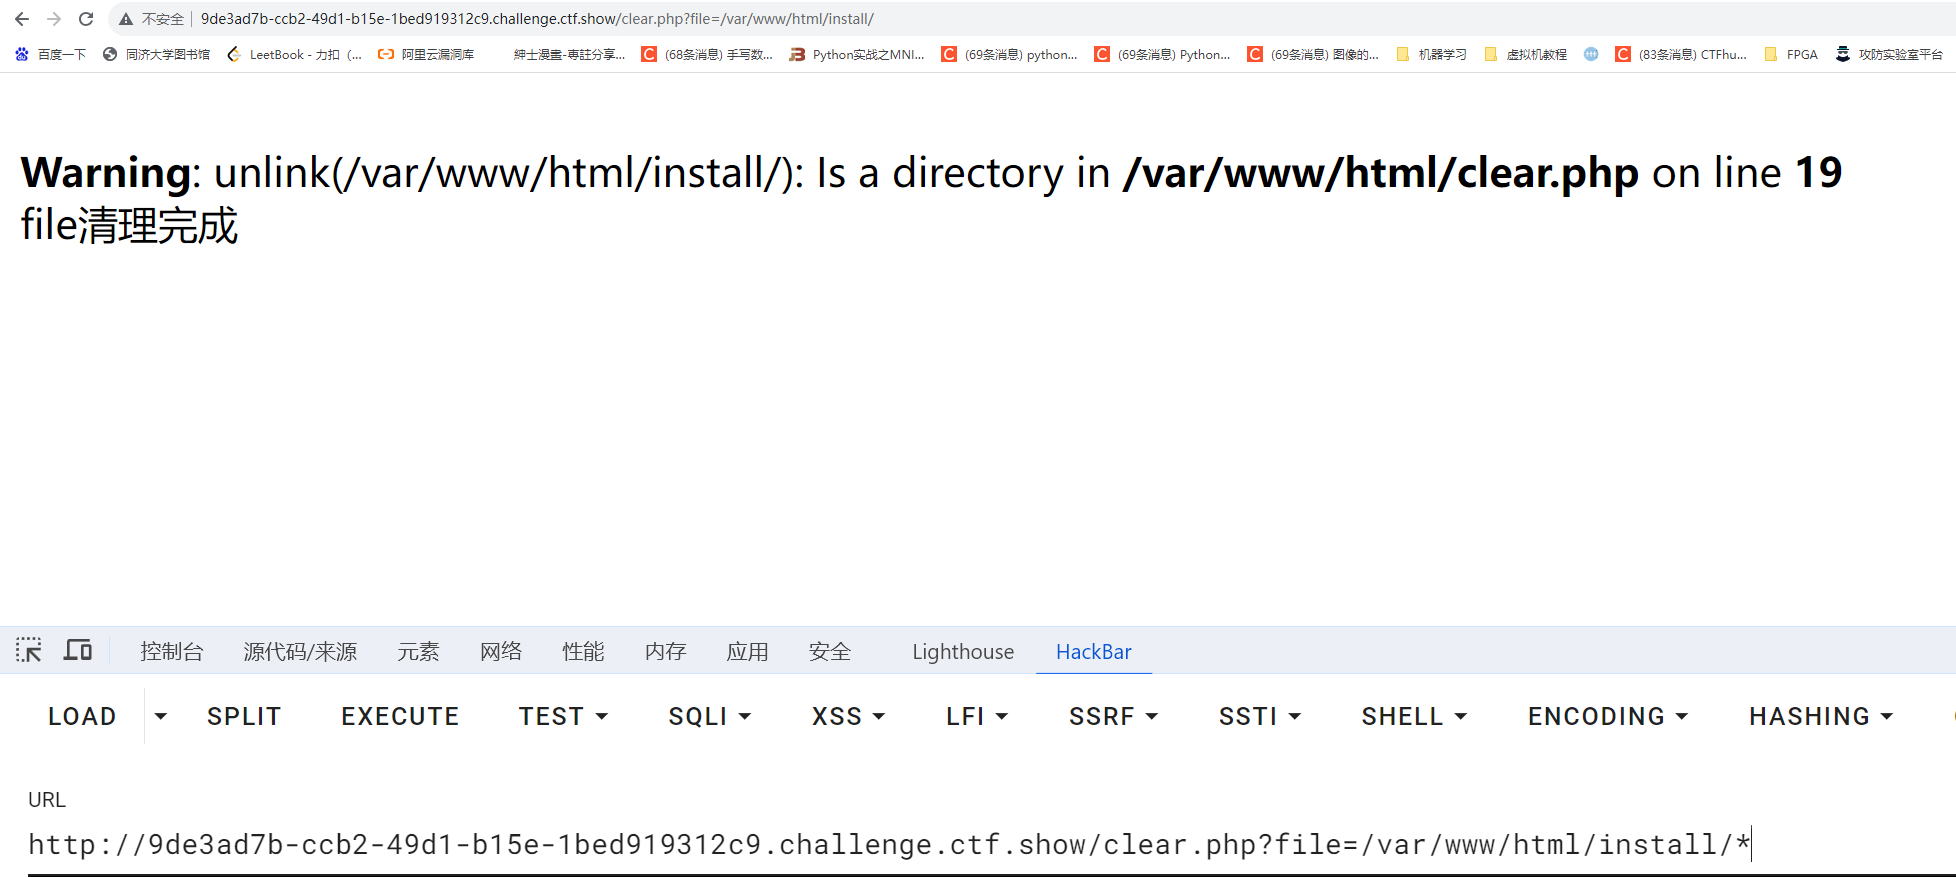 不安全 9de3ad7b-ccb2-49d1-b15e-1bed919312c9.challenge.ctf.show/clear.php?file=/var/www/html/install/
百度一下 同济大学图书馆 LeetBook - 力扣（... 阿里云漏洞库 紳士漫畫-專註分享... (68条消息) 手写数... Python实战之MNI... (69条消息) python... (69条消息) Python... (69条消息) 图像的... 机器学习 虚拟机教程 (83条消息) CTFhu... FPGA 攻防实验室平台
Warning: unlink(/var/www/html/install/): Is a directory in /var/www/html/clear.php on line 19
file清理完成
控制台 源代码/来源 元素 网络 性能 内存 应用 安全 Lighthouse HackBar
LOAD SPLIT EXECUTE TEST SQLI XSS LFI SSRF SSTI SHELL ENCODING HASHING
URL
http://9de3ad7b-ccb2-49d1-b15e-1bed919312c9.challenge.ctf.show/clear.php?file=/var/www/html/install/*